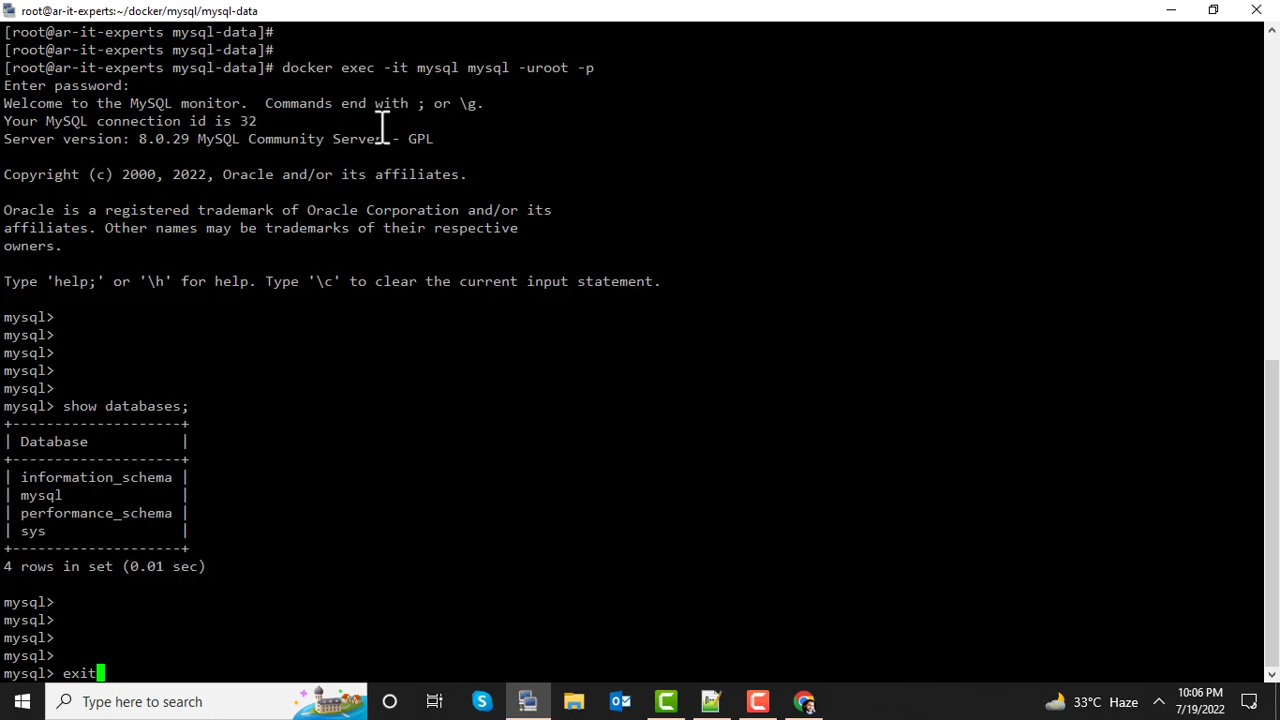 root@ar-it-experts:~/docker/mysql/mysql-data
[root@ar-it-experts mysql-data]#
[root@ar-it-experts mysql-data]#
[root@ar-it-experts mysql-data]# docker exec -it mysql mysql -uroot -p
Enter password:
Welcome to the MySQL monitor.  Commands end with ; or \g.
Your MySQL connection id is 32
Server version: 8.0.29 MySQL Community Server - GPL
Copyright (c) 2000, 2022, Oracle and/or its affiliates.
Oracle is a registered trademark of Oracle Corporation and/or its
affiliates. Other names may be trademarks of their respective
owners.
Type 'help;' or '\h' for help. Type '\c' to clear the current input statement.
mysql>
mysql>
mysql>
mysql>
mysql>
mysql> show databases;
+--------------------+
| Database           |
+--------------------+
| information_schema |
| mysql              |
| performance_schema |
| sys                |
+--------------------+
4 rows in set (0.01 sec)
mysql>
mysql>
mysql>
mysql>
mysql> exit
Type here to search
33°C Haze
10:06 PM
7/19/2022